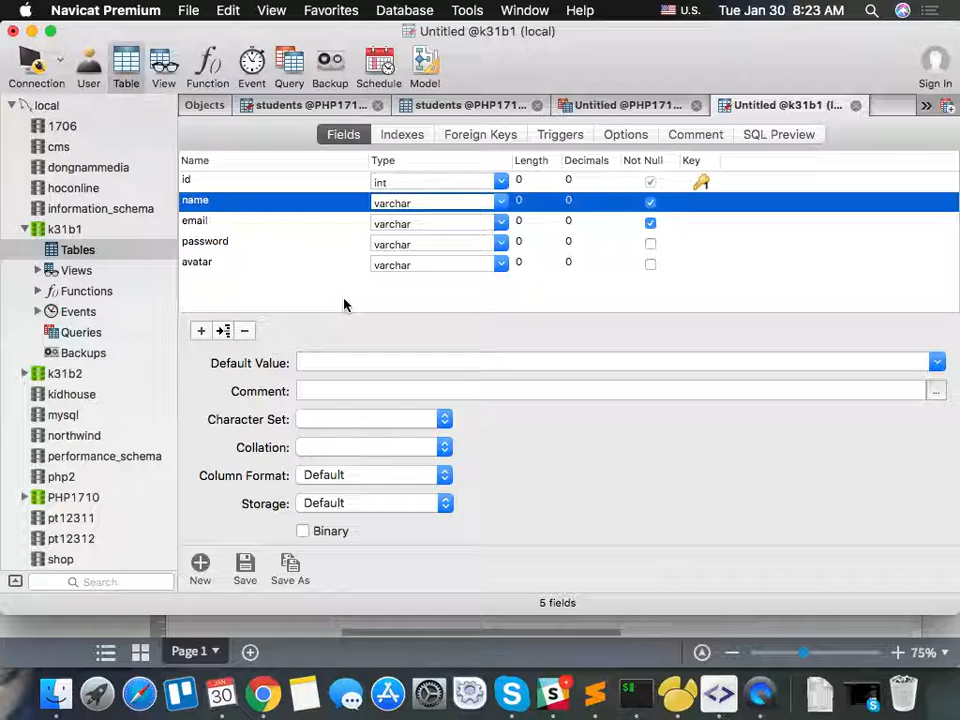 Navicat Premium File Edit View Favorites Database Tools Window Help U.S. Tue Jan 30 8:23 AM
Untitled @k31b1 (local)
Connection User Table View Function Event Query Backup Schedule Model Sign In
Objects students @PHP171... students @PHP171... Untitled @PHP171... Untitled @k31b1 (l...
local
1706
cms
dongnammedia
hoconline
information_schema
k31b1
Tables
Views
Functions
Events
Queries
Backups
k31b2
kidhouse
mysql
northwind
performance_schema
php2
PHP1710
pt12311
pt12312
shop
Search
Fields Indexes Foreign Keys Triggers Options Comment SQL Preview
Name Type Length Decimals Not Null Key
id int 0 0
name varchar 0 0
email varchar 0 0
password varchar 0 0
avatar varchar 0 0
Default Value:
Comment: ...
Character Set:
Collation:
Column Format: Default
Storage: Default
Binary
New Save Save As
5 fields
Page 1 75%
JAN
30